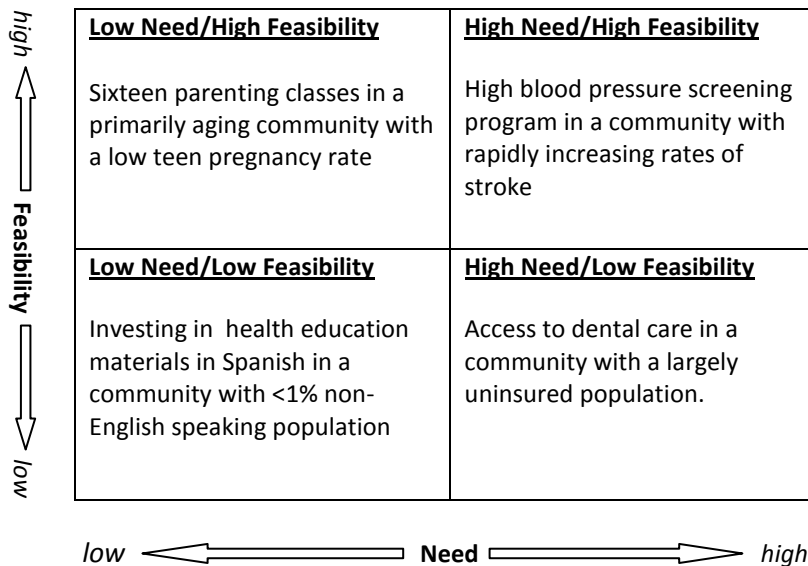 high
Feasibility
low
Low Need/High Feasibility
Sixteen parenting classes in a
primarily aging community with
a low teen pregnancy rate
High Need/High Feasibility
High blood pressure screening
program in a community with
rapidly increasing rates of
stroke
Low Need/Low Feasibility
Investing in health education
materials in Spanish in a
community with <1% non-
English speaking population
High Need/Low Feasibility
Access to dental care in a
community with a largely
uninsured population.
low Need high